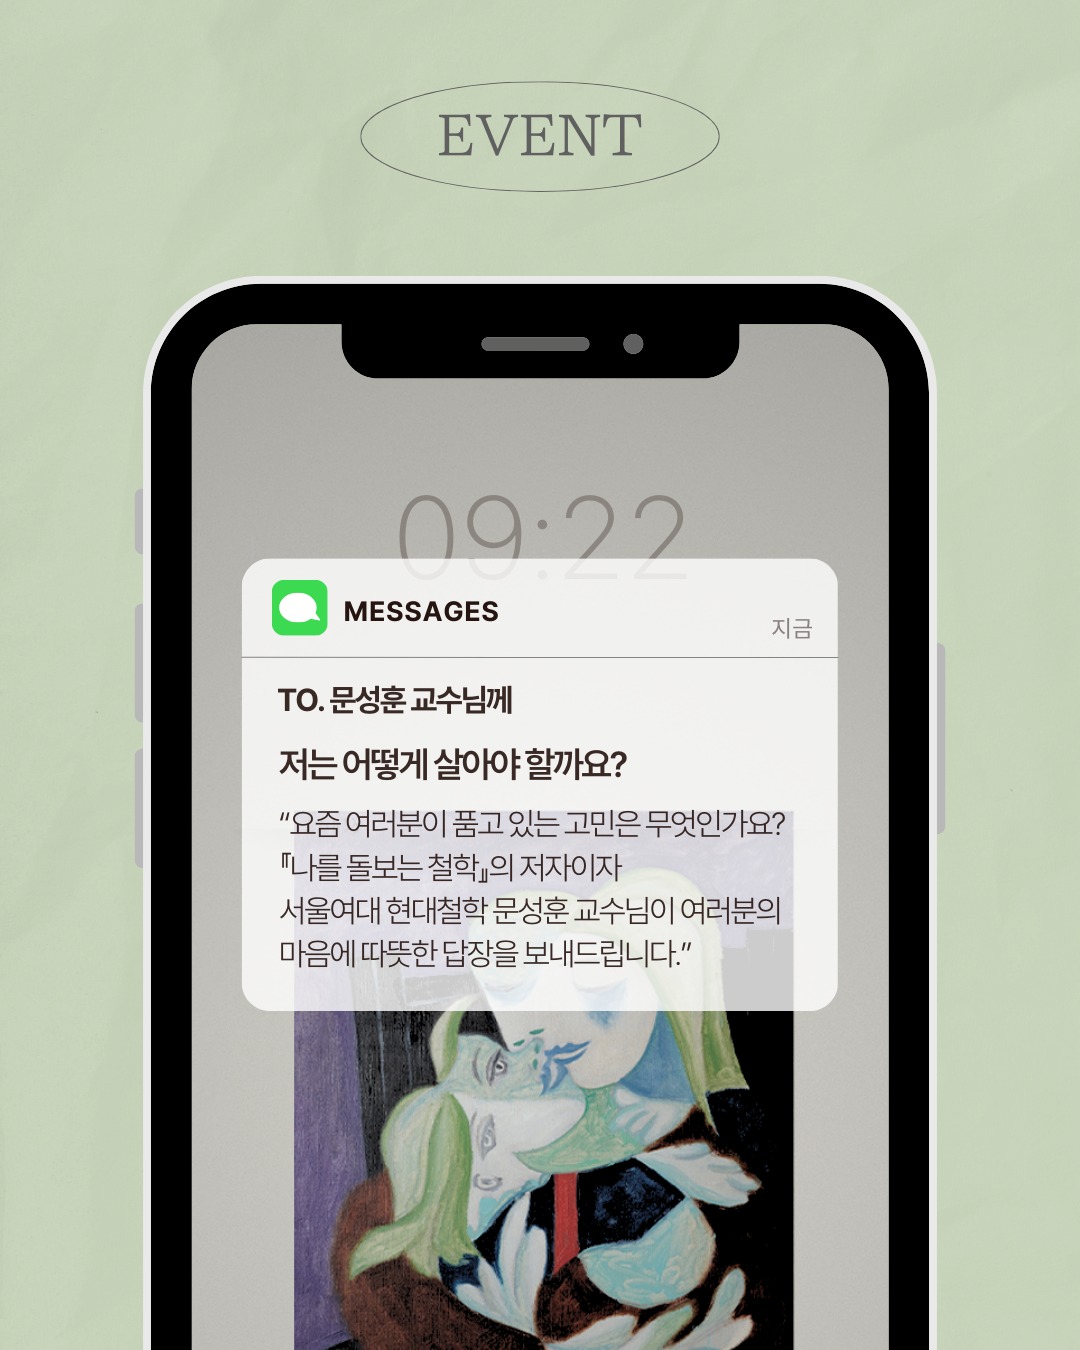 EVENT
09:22
MESSAGES
지금
TO. 문성훈 교수님께
저는 어떻게 살아야 할까요?
“요즘 여러분이 품고 있는 고민은 무엇인가요?
『나를 돌보는 철학』의 저자이자
서울여대 현대철학 문성훈 교수님이 여러분의
마음에 따뜻한 답장을 보내드립니다.”